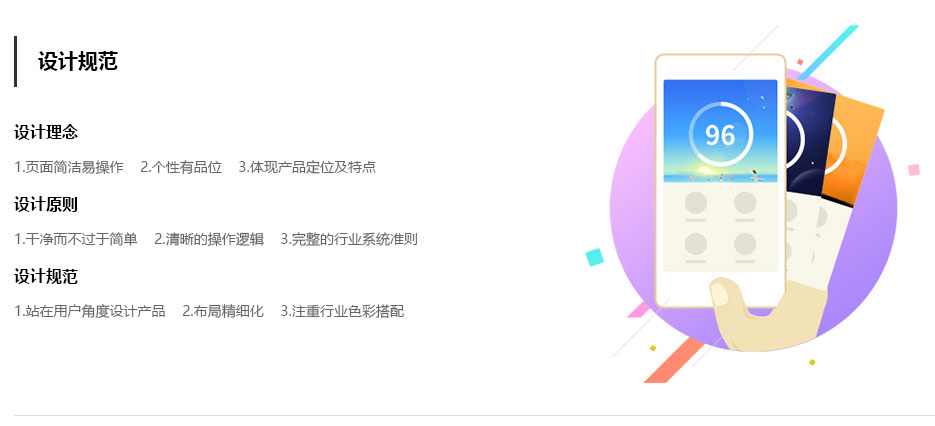 设计规范
设计理念
1.页面简洁易操作 2.个性有品位 3.体现产品定位及特点
设计原则
1.干净而不过于简单 2.清晰的操作逻辑 3.完整的行业系统准则
设计规范
1.站在用户角度设计产品 2.布局精细化 3.注重行业色彩搭配
96